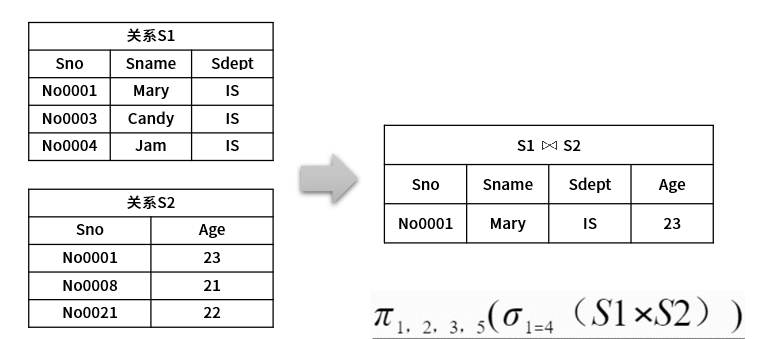 关系S1
Sno Sname Sdept
No0001 Mary IS
No0003 Candy IS
No0004 Jam IS
关系S2
Sno Age
No0001 23
No0008 21
No0021 22
S1 ⋈ S2
Sno Sname Sdept Age
No0001 Mary IS 23
π1, 2, 3, 5(σ1=4 （S1×S2）)